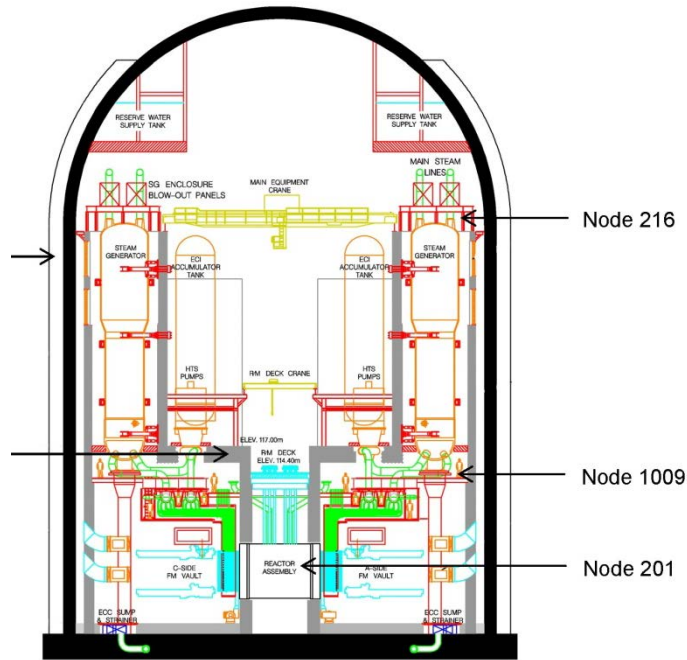 RESERVE WATER
SUPPLY TANK
RESERVE WATER
SUPPLY TANK
MAIN STEAM
LINES
MAIN EQUIPMENT
CRANE
SG ENCLOSURE
BLOW-OUT PANELS
Node 216
STEAM
GENERATOR
ECI
ACCUMULATOR
TANK
ECI
ACCUMULATOR
TANK
STEAM
GENERATOR
HTS
PUMPS
R/M DECK CRANE
HTS
PUMPS
ELEV. 117.00m
R/M DECK
ELEV. 114.40m
Node 1009
C-SIDE
FM VAULT
REACTOR
ASSEMBLY
A-SIDE
FM VAULT
Node 201
ECC SUMP
& STRAINER
ECC SUMP
& STRAINER